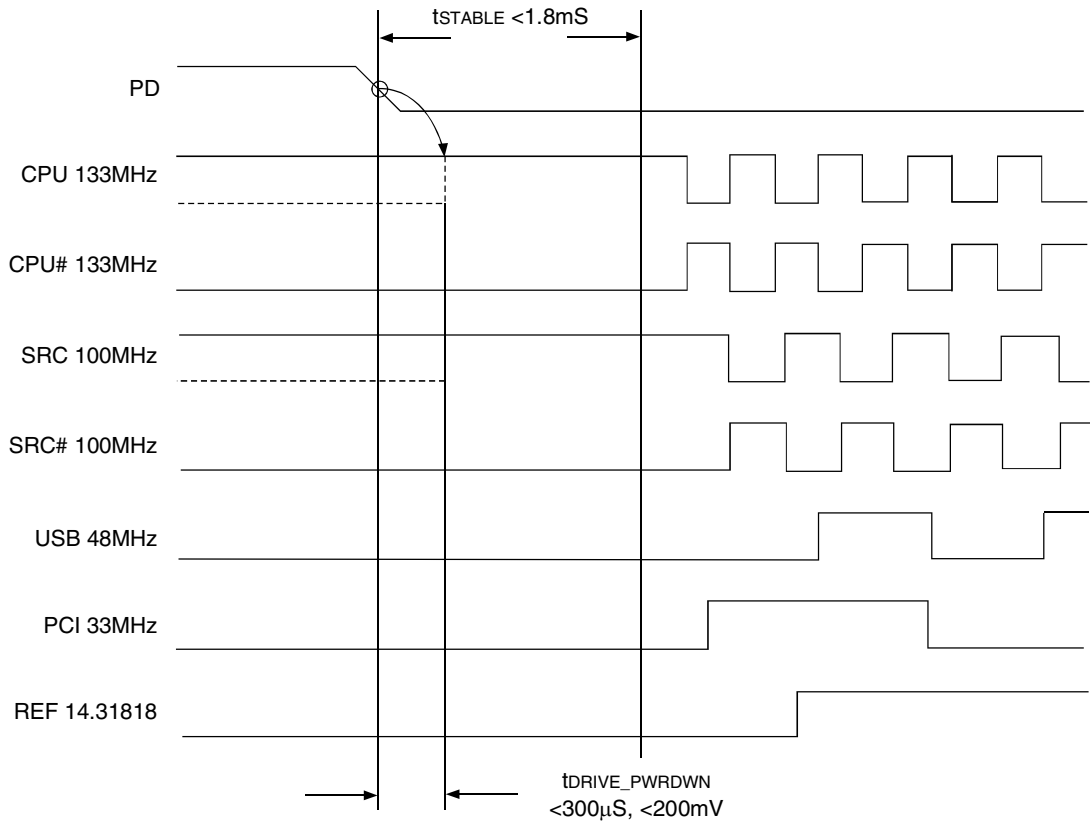 tSTABLE <1.8mS
PD
CPU 133MHz
CPU# 133MHz
SRC 100MHz
SRC# 100MHz
USB 48MHz
PCI 33MHz
REF 14.31818
tDRIVE_PWRDWN
<300μS, <200mV